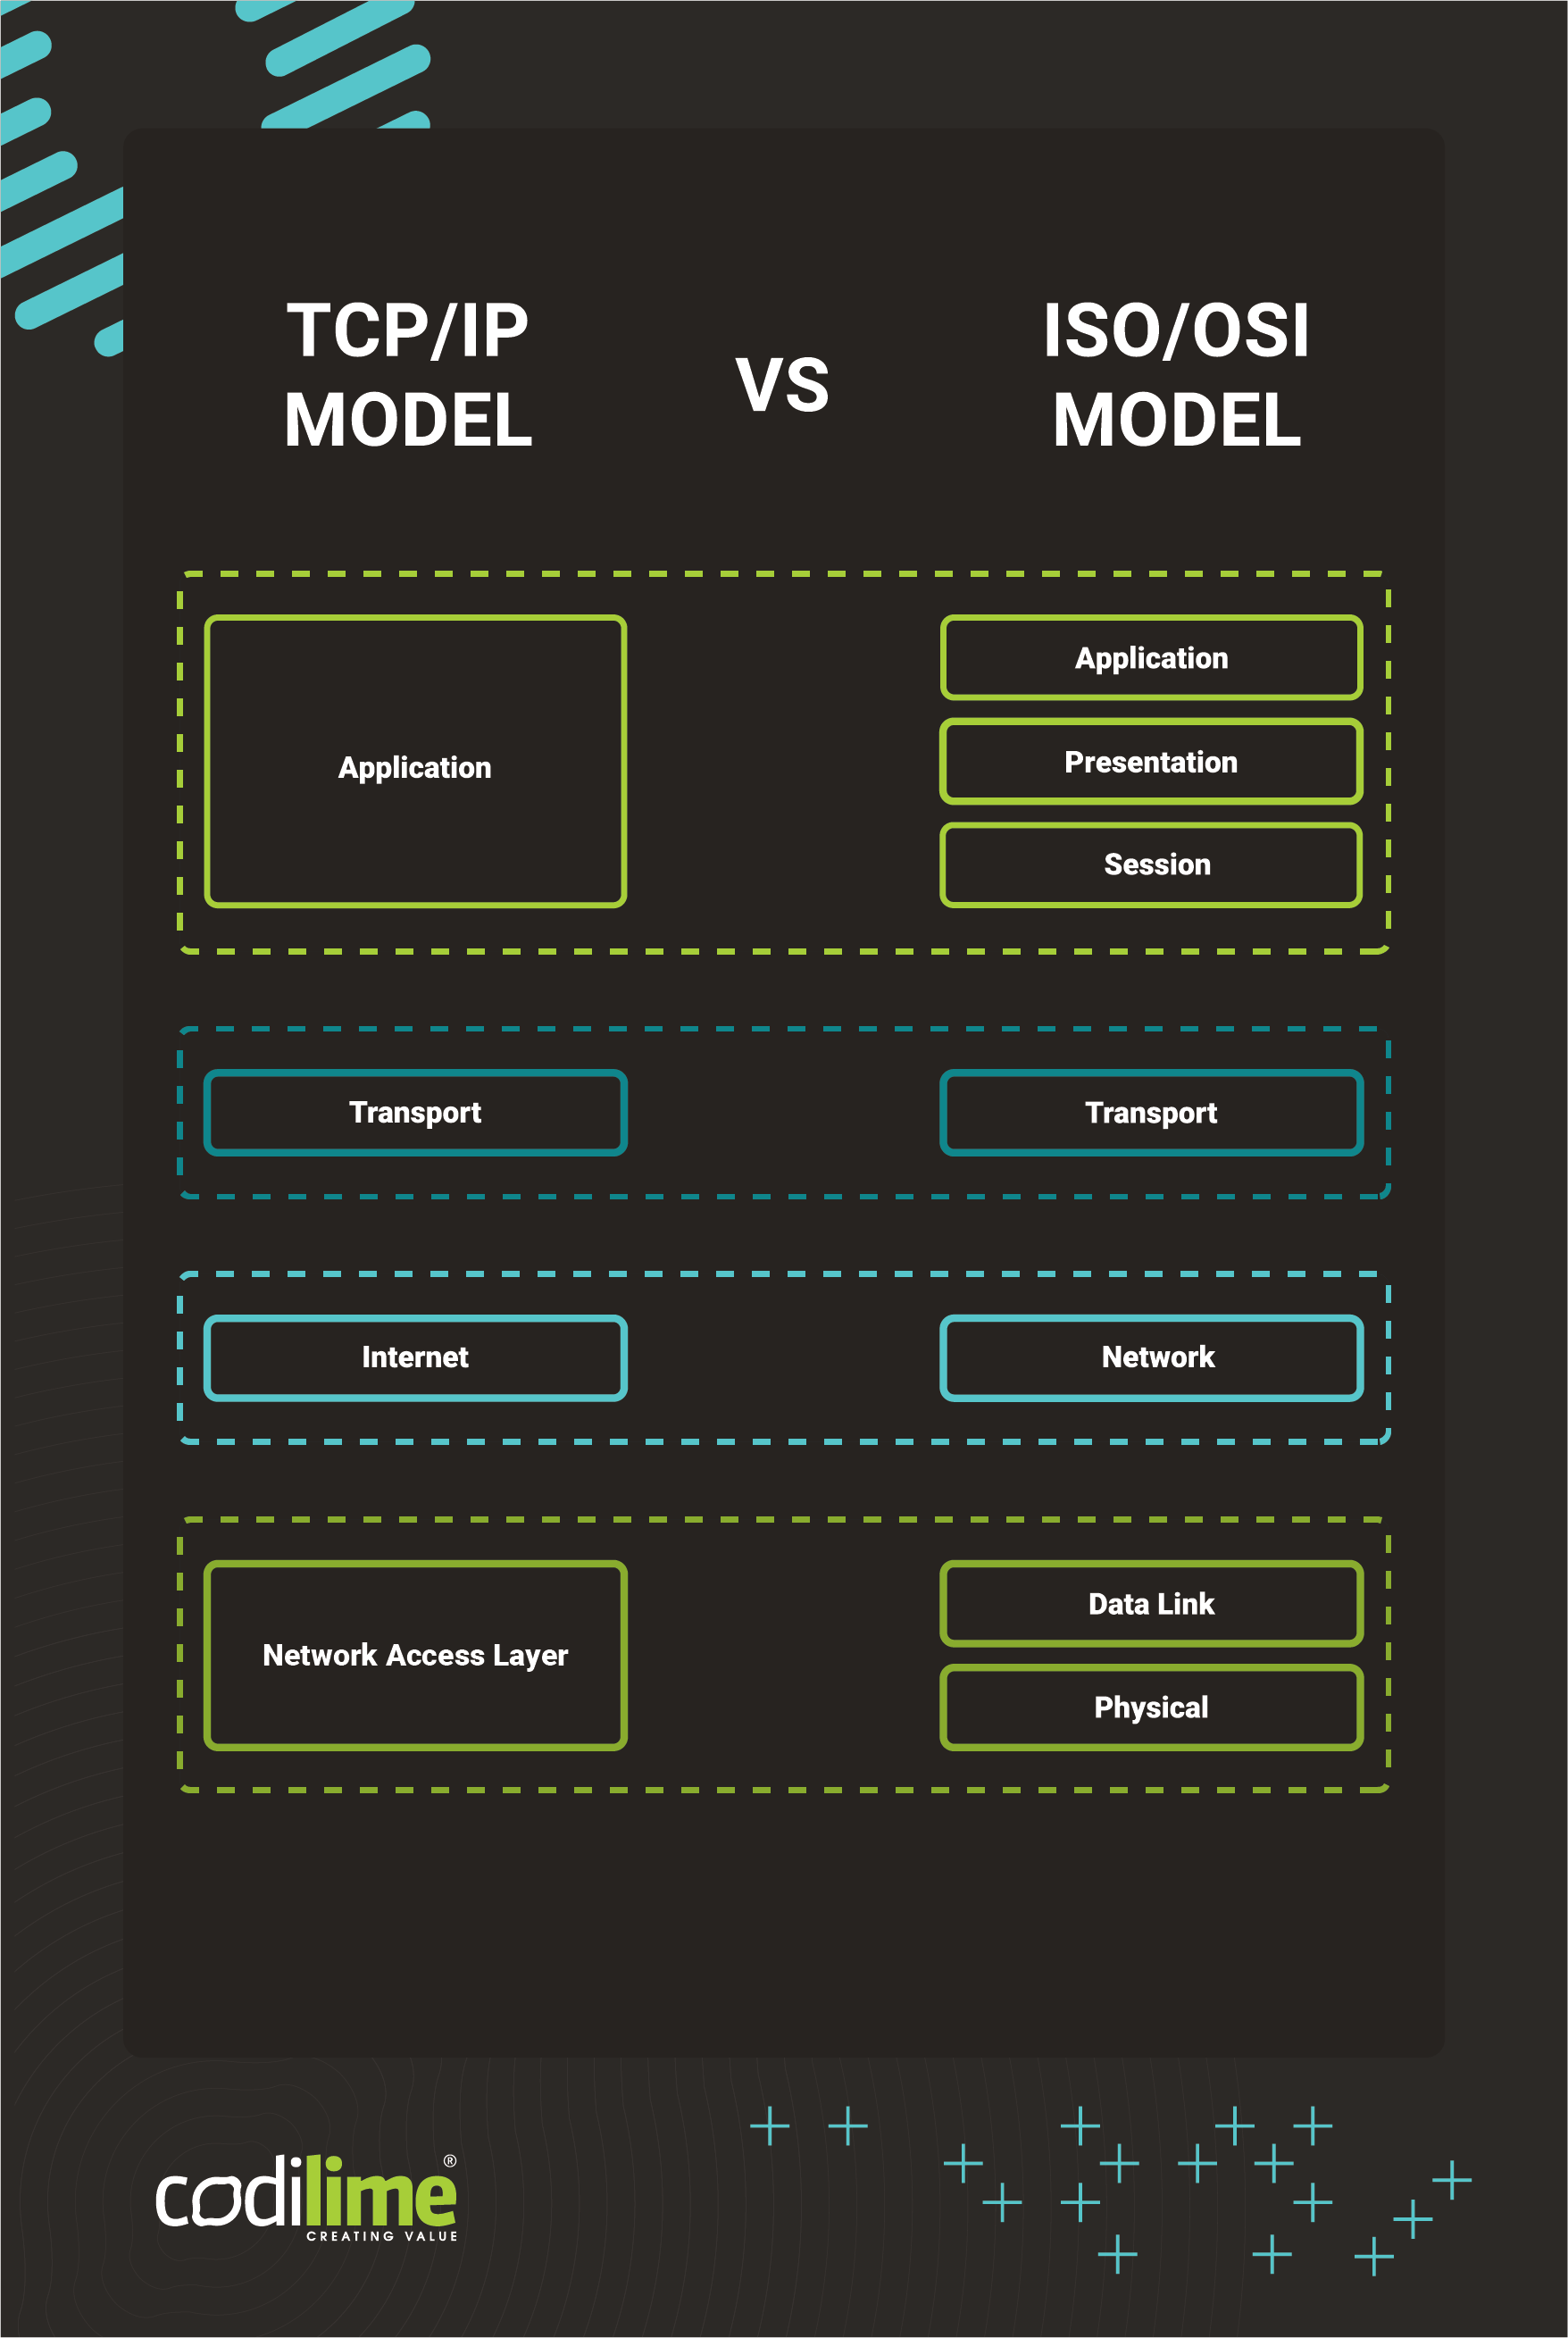 TCP/IP
MODEL
VS
ISO/OSI
MODEL
Application
Application
Presentation
Session
Transport
Transport
Internet
Network
Network Access Layer
Data Link
Physical
codilime®
CREATING VALUE